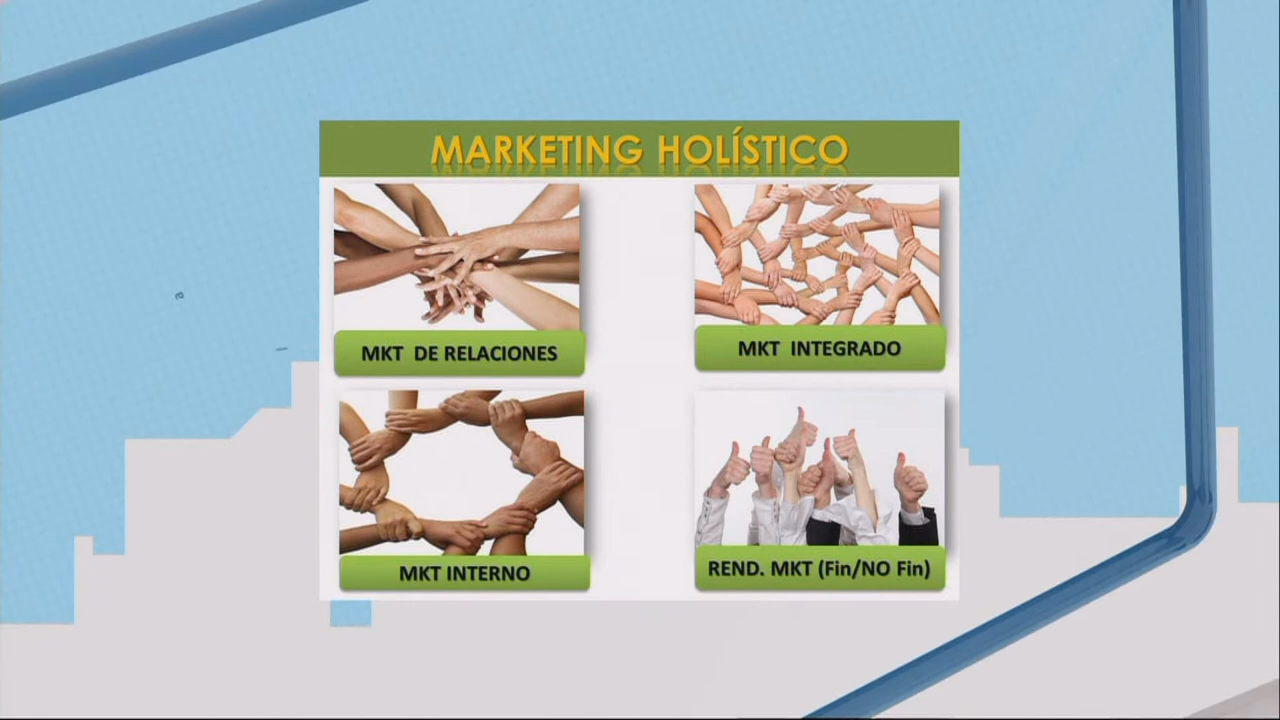 MARKETING HOLÍSTICO
MKT DE RELACIONES
MKT INTEGRADO
MKT INTERNO
REND. MKT (Fin/NO Fin)